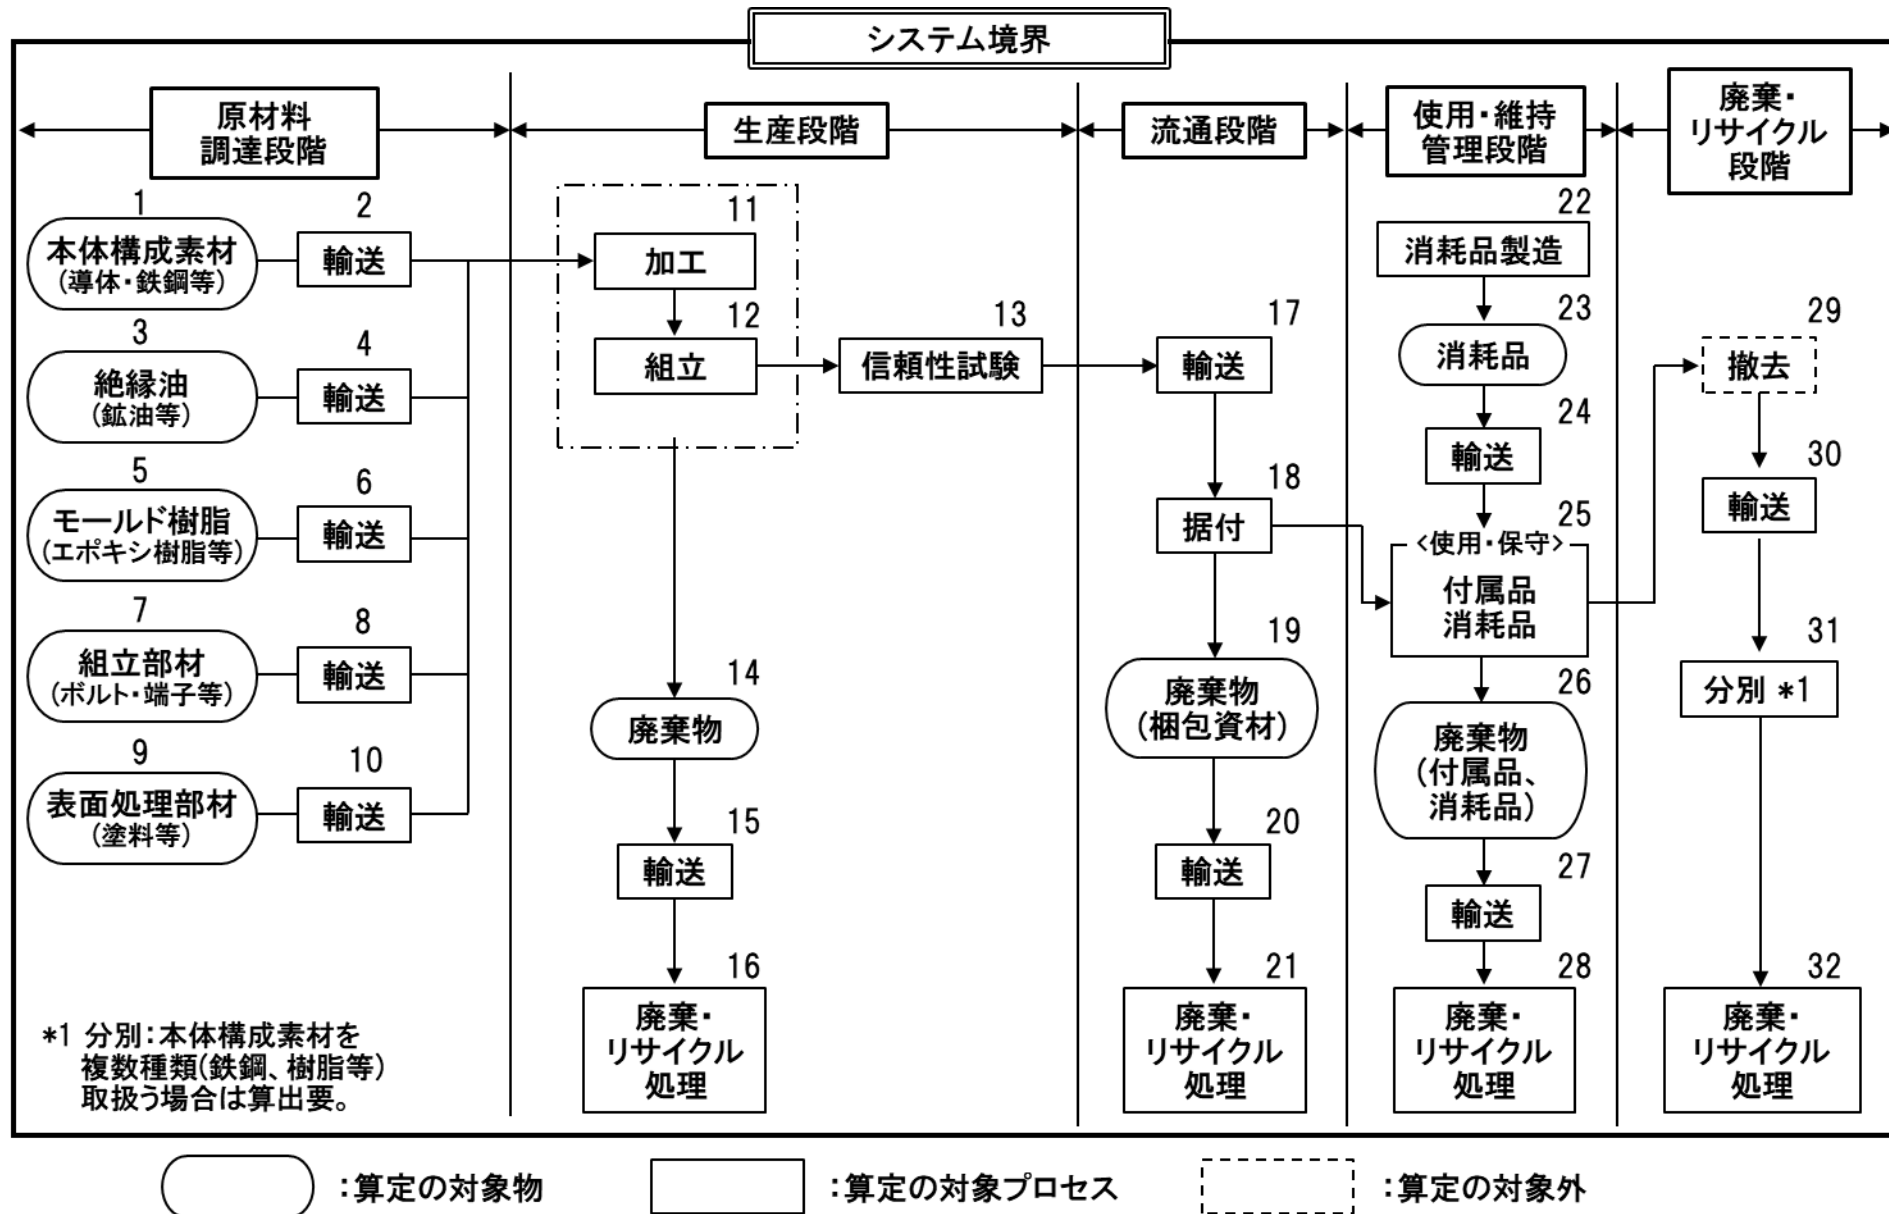 システム境界
原材料
調達段階
生産段階
流通段階
使用・維持
管理段階
廃棄・
リサイクル
段階
1
本体構成素材
(導体・鉄鋼等)
2
輸送
3
絶縁油
(鉱油等)
4
輸送
5
モールド樹脂
(エポキシ樹脂等)
6
輸送
7
組立部材
(ボルト・端子等)
8
輸送
9
表面処理部材
(塗料等)
10
輸送
*1 分別:本体構成素材を
複数種類(鉄鋼、樹脂等)
取扱う場合は算出要。
11
加工
12
組立
13
信頼性試験
14
廃棄物
15
輸送
16
廃棄・
リサイクル
処理
17
輸送
18
据付
19
廃棄物
(梱包資材)
20
輸送
21
廃棄・
リサイクル
処理
22
消耗品製造
23
消耗品
24
輸送
25
<使用・保守>
付属品
消耗品
26
廃棄物
(付属品、
消耗品)
27
輸送
28
廃棄・
リサイクル
処理
29
撤去
30
輸送
31
分別 *1
32
廃棄・
リサイクル
処理
:算定の対象物
:算定の対象プロセス
:算定の対象外